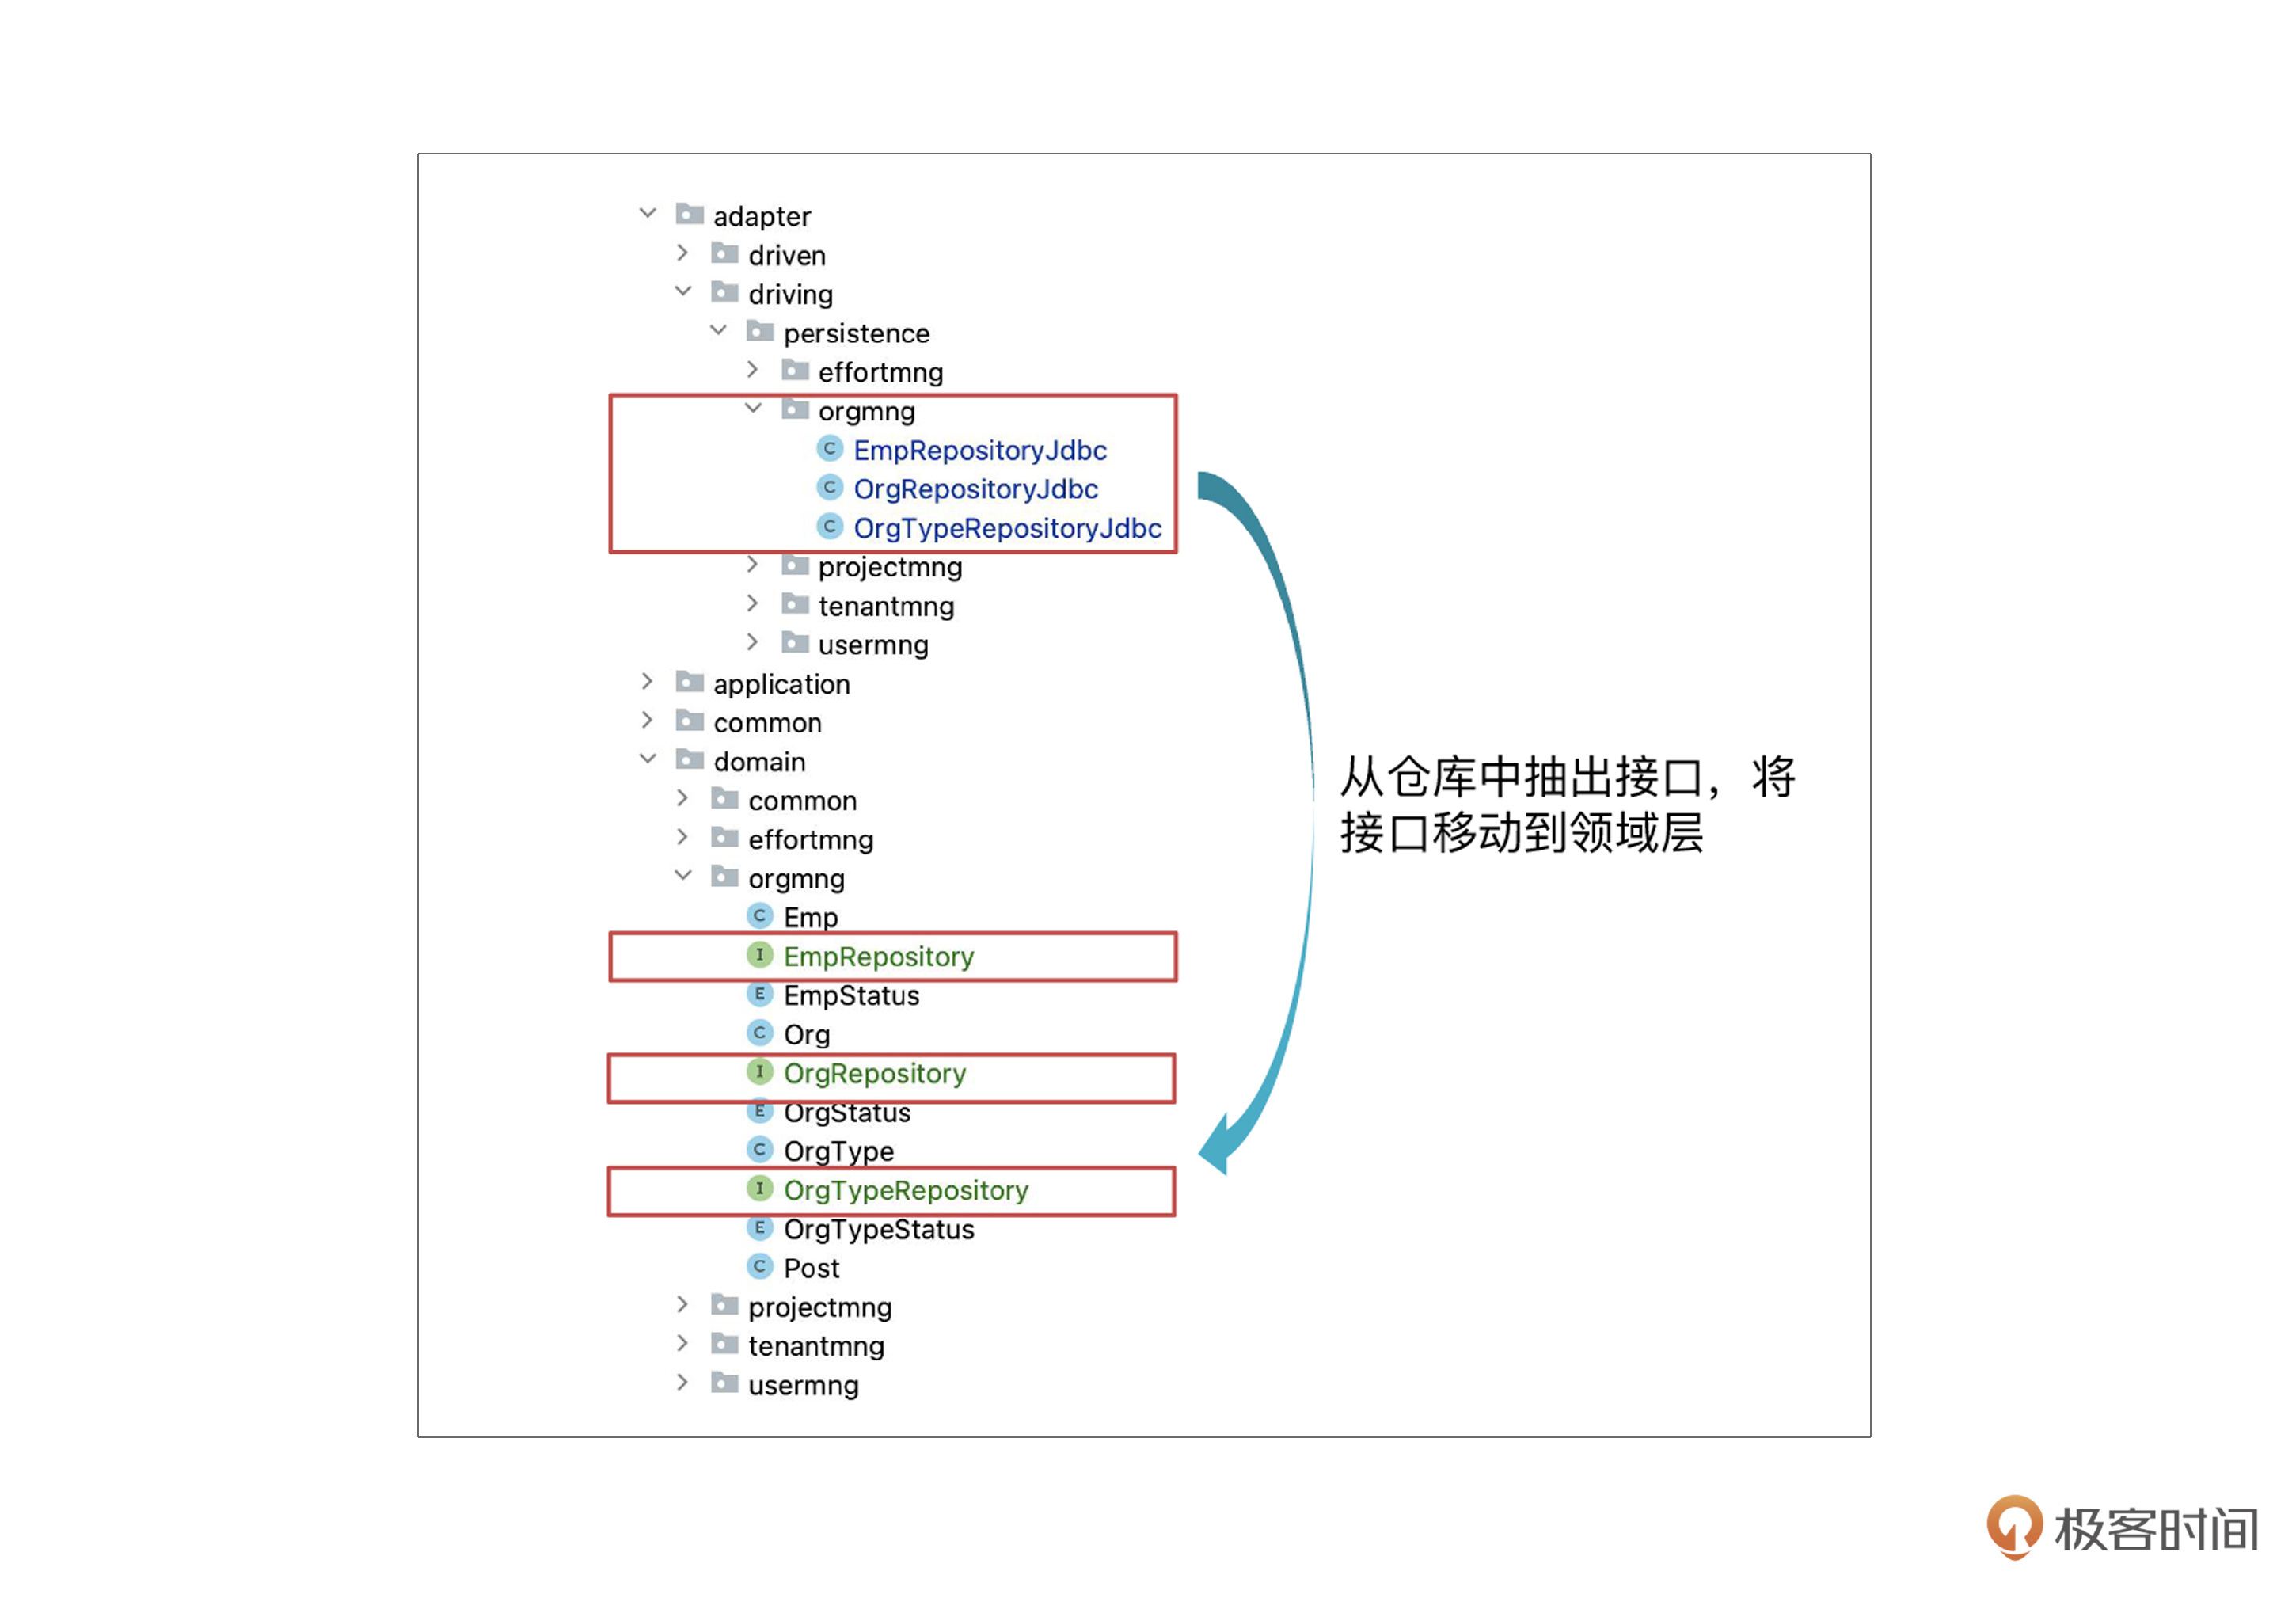 adapter
driven
driving
persistence
effortmng
orgmng
C EmpRepositoryJdbc
C OrgRepositoryJdbc
C OrgTypeRepositoryJdbc
projectmng
tenantmng
usermng
application
common
domain
common
effortmng
orgmng
C Emp
I EmpRepository
E EmpStatus
C Org
I OrgRepository
E OrgStatus
C OrgType
I OrgTypeRepository
E OrgTypeStatus
C Post
projectmng
tenantmng
usermng
从仓库中抽出接口，将
接口移动到领域层
极客时间